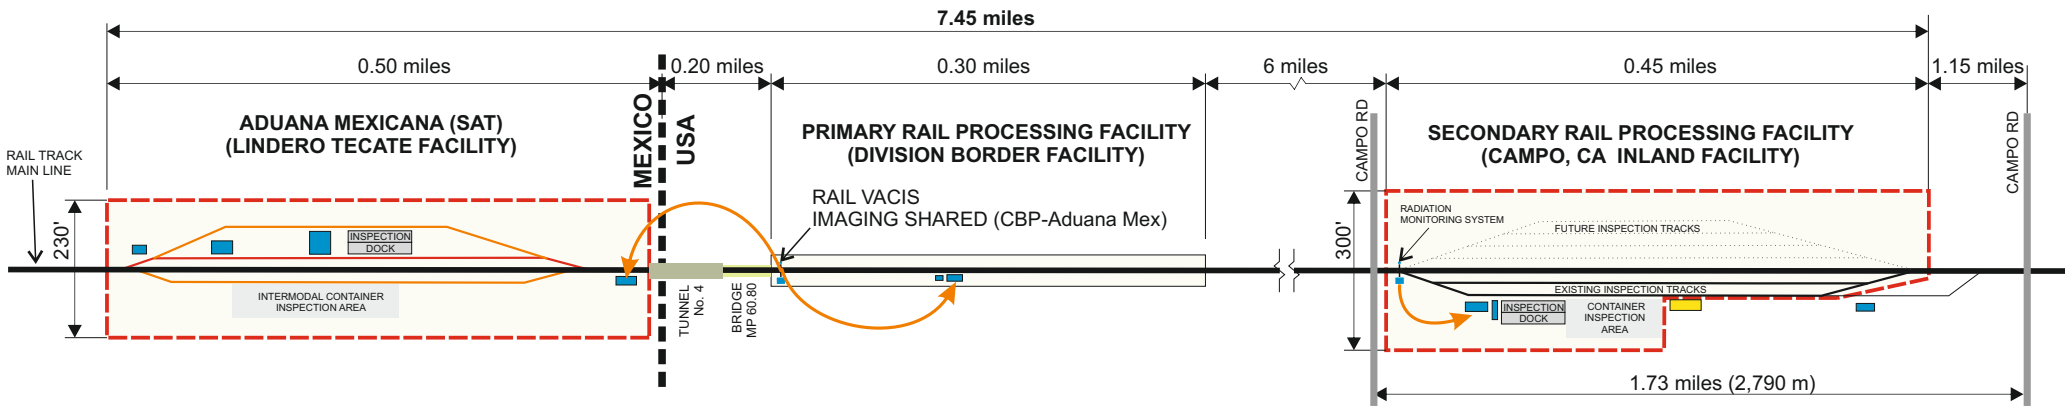 7.45 miles
0.50 miles
0.20 miles
0.30 miles
6 miles
0.45 miles
1.15 miles
ADUANA MEXICANA (SAT)
(LINDERO TECATE FACILITY)
MEXICO
USA
PRIMARY RAIL PROCESSING FACILITY
(DIVISION BORDER FACILITY)
CAMPO RD
SECONDARY RAIL PROCESSING FACILITY
(CAMPO, CA INLAND FACILITY)
CAMPO RD
RAIL TRACK
MAIN LINE
230'
INSPECTION
DOCK
INTERMODAL CONTAINER
INSPECTION AREA
TUNNEL
No. 4
BRIDGE
MP 60.80
RAIL VACIS
IMAGING SHARED (CBP-Aduana Mex)
300'
RADIATION
MONITORING SYSTEM
FUTURE INSPECTION TRACKS
EXISTING INSPECTION TRACKS
INSPECTION
DOCK
CONTAINER
INSPECTION
AREA
1.73 miles (2,790 m)